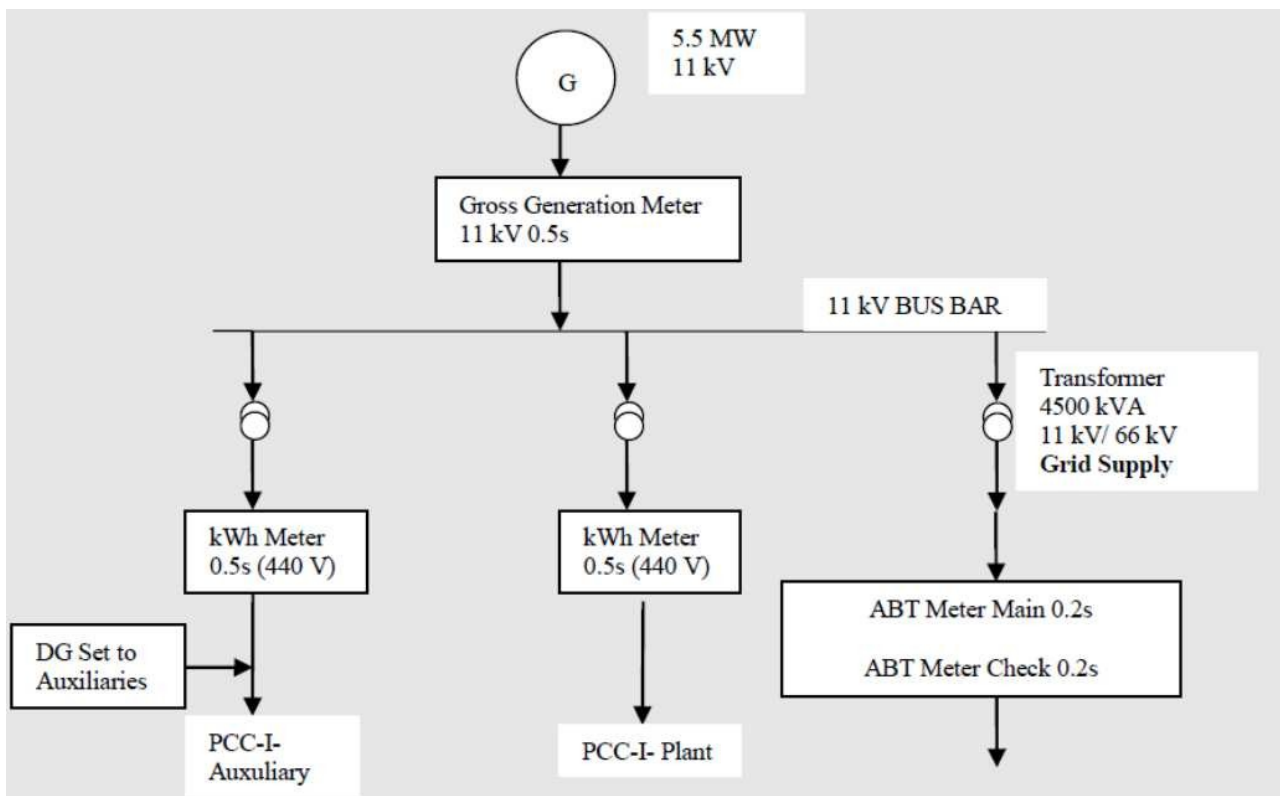 5.5 MW
11 kV
G
Gross Generation Meter
11 kV 0.5s
11 kV BUS BAR
Transformer
4500 kVA
11 kV/ 66 kV
Grid Supply
kWh Meter
0.5s (440 V)
kWh Meter
0.5s (440 V)
ABT Meter Main 0.2s
ABT Meter Check 0.2s
DG Set to
Auxiliaries
PCC-I-
Auxuliary
PCC-I- Plant